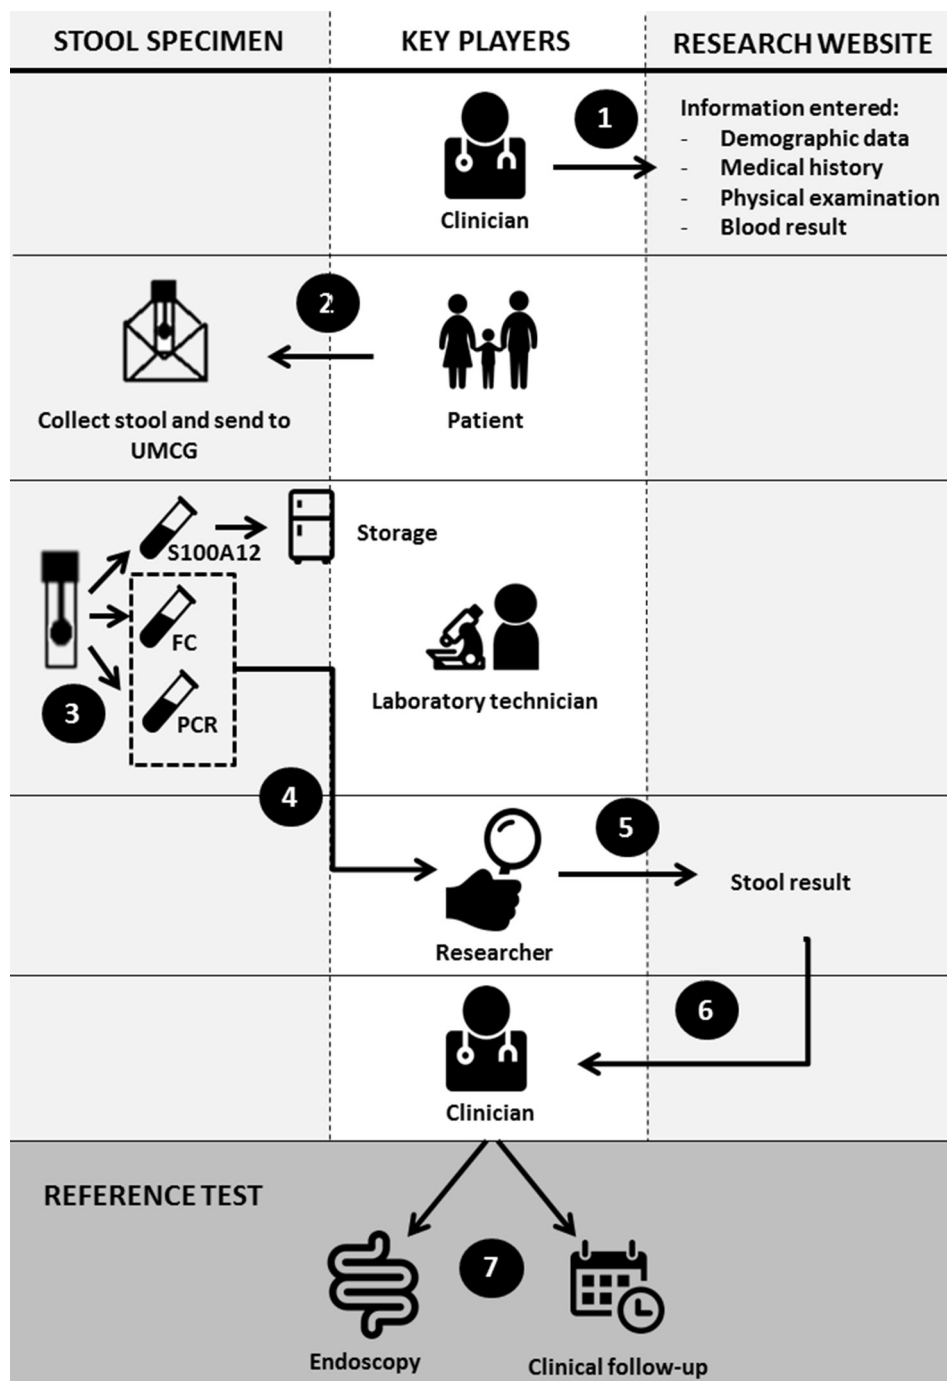 STOOL SPECIMEN
KEY PLAYERS
RESEARCH WEBSITE
1
Information entered:
- Demographic data
- Medical history
- Physical examination
- Blood result
Clinician
2
Collect stool and send to
UMCG
Patient
S100A12
Storage
FC
PCR
3
Laboratory technician
4
5
Stool result
Researcher
6
Clinician
REFERENCE TEST
7
Endoscopy
Clinical follow-up